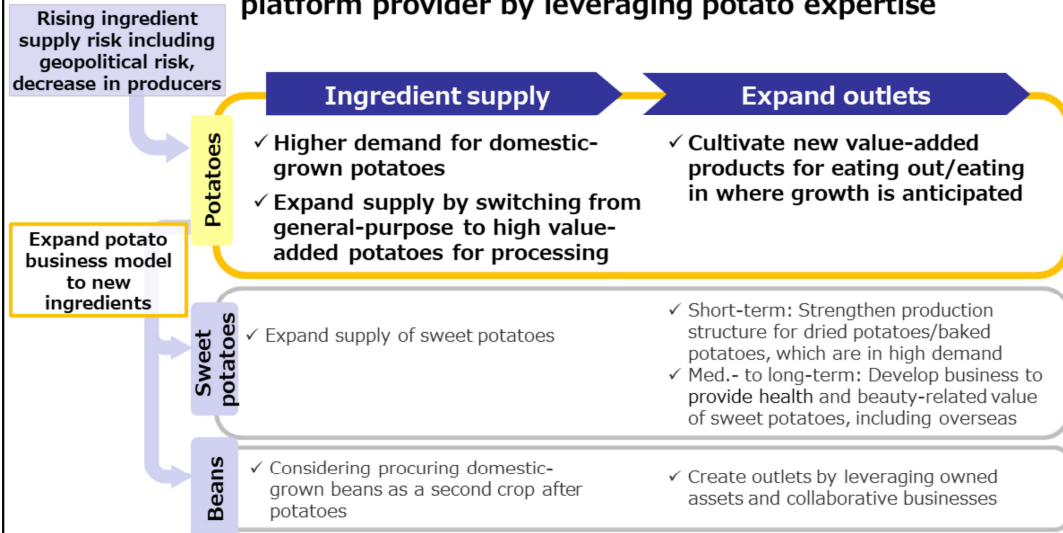 platform provider by leveraging potato expertise
Rising ingredient
supply risk including
geopolitical risk,
decrease in producers
Ingredient supply
Expand outlets
Potatoes
✓ Higher demand for domestic-
grown potatoes
✓ Expand supply by switching from
general-purpose to high value-
added potatoes for processing
✓ Cultivate new value-added
products for eating out/eating
in where growth is anticipated
Expand potato
business model
to new
ingredients
Sweet
potatoes
✓ Expand supply of sweet potatoes
✓ Short-term: Strengthen production
structure for dried potatoes/baked
potatoes, which are in high demand
✓ Med.- to long-term: Develop business to
provide health and beauty-related value
of sweet potatoes, including overseas
Beans
✓ Considering procuring domestic-
grown beans as a second crop after
potatoes
✓ Create outlets by leveraging owned
assets and collaborative businesses